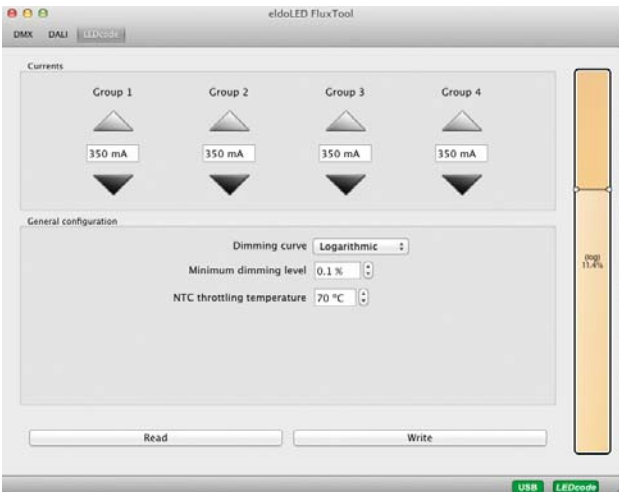 eldoLED FluxTool
DMX DALI LEDcode
Currents
Group 1 Group 2 Group 3 Group 4
350 mA 350 mA 350 mA 350 mA
General configuration
Dimming curve Logarithmic
Minimum dimming level 0.1 %
NTC throttling temperature 70 °C
(log)
11.4%
Read Write
USB LEDcode